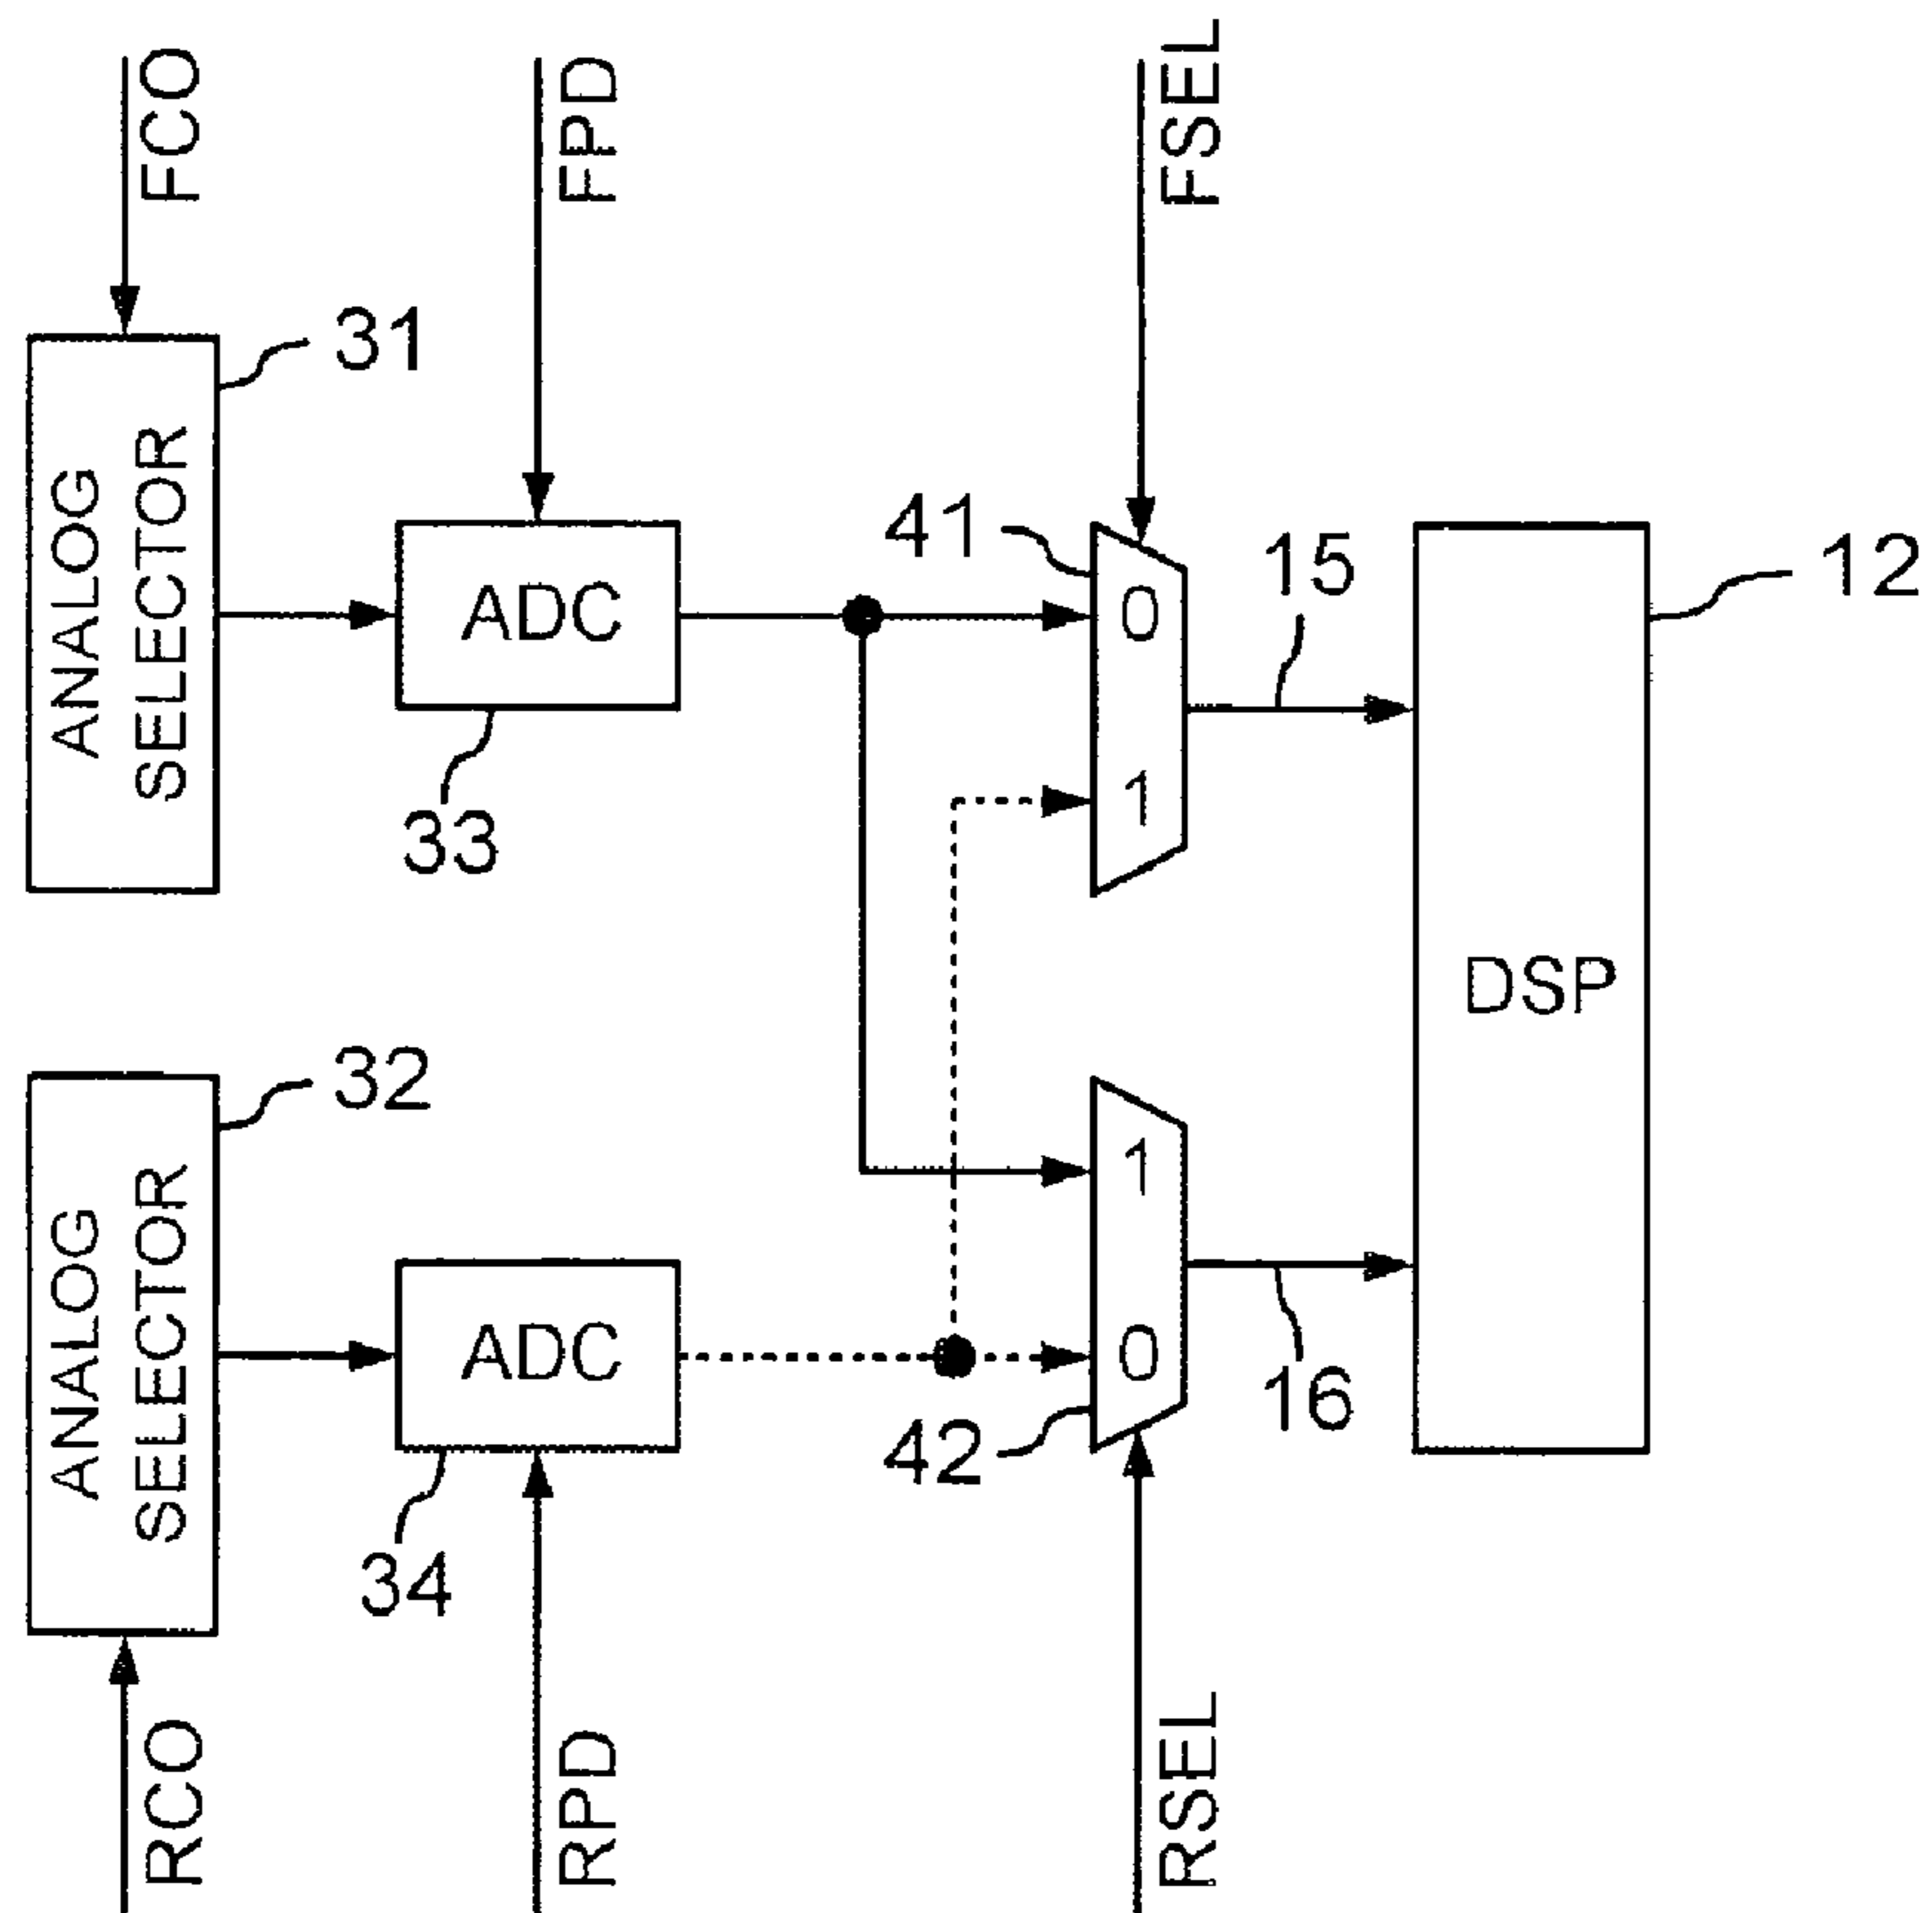 FCO
FPD
FSEL
31
ANALOG
SELECTOR
ADC
33
41
0
1
15
12
DSP
32
ANALOG
SELECTOR
ADC
34
1
0
42
16
RCO
RPD
RSEL